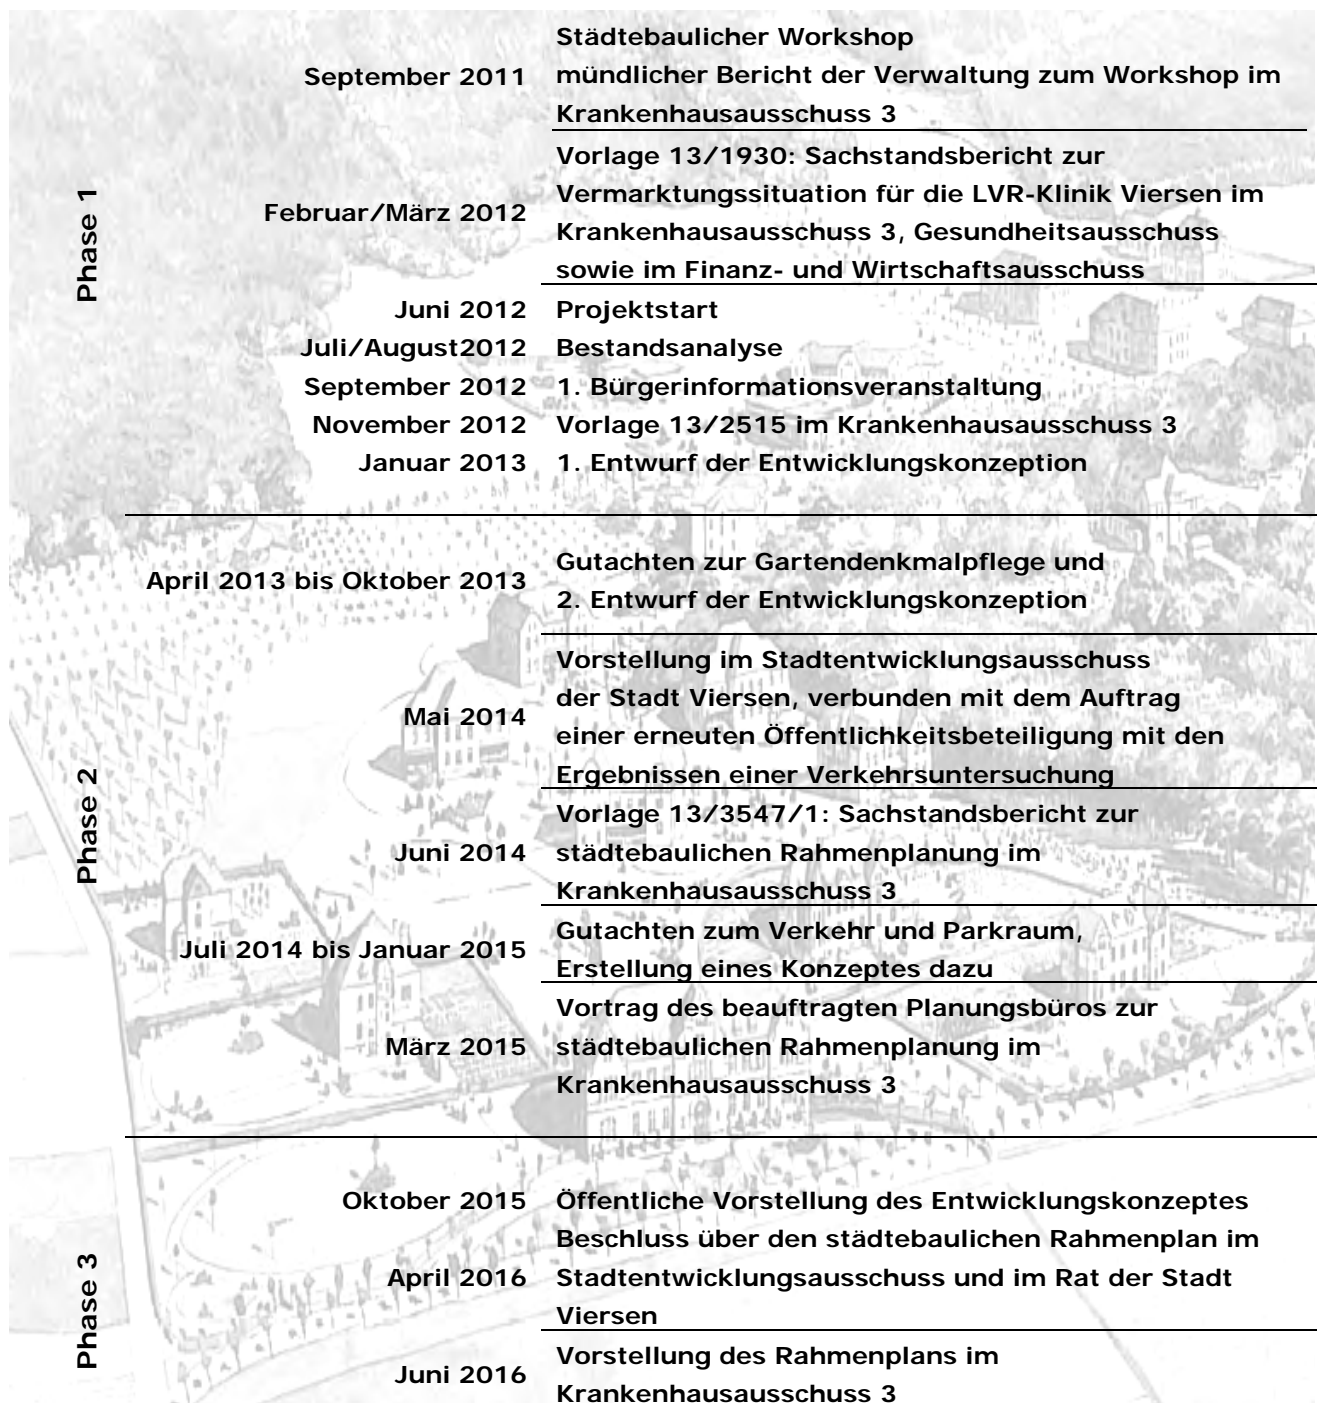 Phase 1
September 2011
Städtebaulicher Workshop
mündlicher Bericht der Verwaltung zum Workshop im
Krankenhausausschuss 3
Februar/März 2012
Vorlage 13/1930: Sachstandsbericht zur
Vermarktungssituation für die LVR-Klinik Viersen im
Krankenhausausschuss 3, Gesundheitsausschuss
sowie im Finanz- und Wirtschaftsausschuss
Juni 2012 Projektstart
Juli/August2012 Bestandsanalyse
September 2012 1. Bürgerinformationsveranstaltung
November 2012 Vorlage 13/2515 im Krankenhausausschuss 3
Januar 2013 1. Entwurf der Entwicklungskonzeption
Phase 2
April 2013 bis Oktober 2013
Gutachten zur Gartendenkmalpflege und
2. Entwurf der Entwicklungskonzeption
Mai 2014
Vorstellung im Stadtentwicklungsausschuss
der Stadt Viersen, verbunden mit dem Auftrag
einer erneuten Öffentlichkeitsbeteiligung mit den
Ergebnissen einer Verkehrsuntersuchung
Juni 2014
Vorlage 13/3547/1: Sachstandsbericht zur
städtebaulichen Rahmenplanung im
Krankenhausausschuss 3
Juli 2014 bis Januar 2015
Gutachten zum Verkehr und Parkraum,
Erstellung eines Konzeptes dazu
März 2015
Vortrag des beauftragten Planungsbüros zur
städtebaulichen Rahmenplanung im
Krankenhausausschuss 3
Phase 3
Oktober 2015 Öffentliche Vorstellung des Entwicklungskonzeptes
April 2016
Beschluss über den städtebaulichen Rahmenplan im
Stadtentwicklungsausschuss und im Rat der Stadt
Viersen
Juni 2016
Vorstellung des Rahmenplans im
Krankenhausausschuss 3